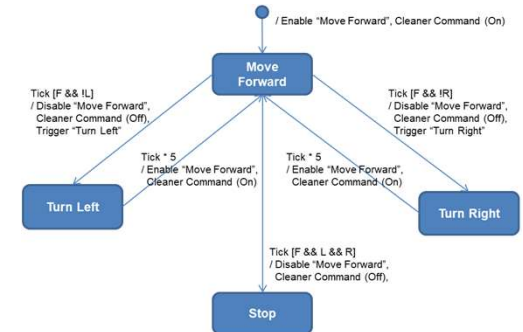 / Enable “Move Forward”, Cleaner Command (On)
Move
Forward
Tick [F && !L]
/ Disable “Move Forward”,
Cleaner Command (Off),
Trigger “Turn Left”
Tick [F && !R]
/ Disable “Move Forward”,
Cleaner Command (Off),
Trigger “Turn Right”
Tick * 5
/ Enable “Move Forward”,
Cleaner Command (On)
Tick * 5
/ Enable “Move Forward”,
Cleaner Command (On)
Turn Left
Turn Right
Tick [F && L && R]
/ Disable “Move Forward”,
Cleaner Command (Off),
Stop